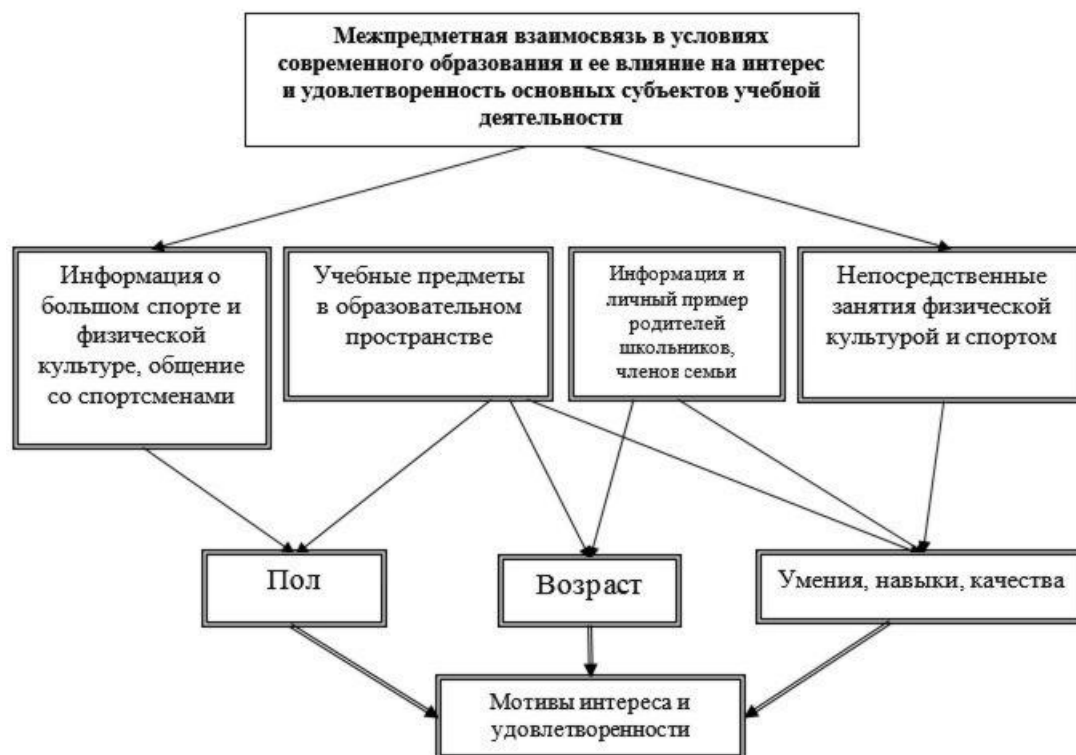 Межпредметная взаимосвязь в условиях
современного образования и ее влияние на интерес
и удовлетворенность основных субъектов учебной
деятельности
Информация о
большом спорте и
физической
культуре, общение
со спортсменами
Учебные предметы
в образовательном
пространстве
Информация и
личный пример
родителей
школьников,
членов семьи
Непосредственные
занятия физической
культурой и спортом
Пол
Возраст
Умения, навыки, качества
Мотивы интереса и
удовлетворенности